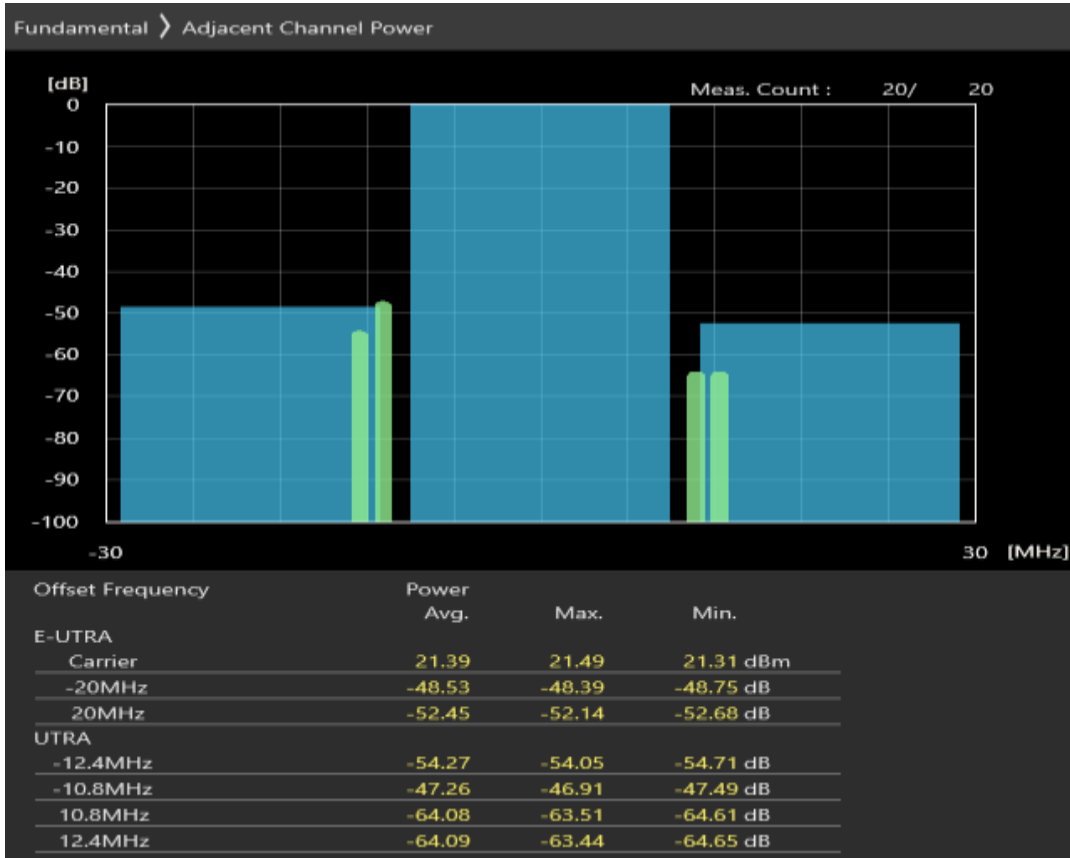 Fundamental 〉 Adjacent Channel Power
[dB]
Meas. Count : 20/ 20
0
-10
-20
-30
-40
-50
-60
-70
-80
-90
-100
-30 30 [MHz]
Offset Frequency Power
Avg. Max. Min.
E-UTRA
Carrier 21.39 21.49 21.31 dBm
-20MHz -48.53 -48.39 -48.75 dB
20MHz -52.45 -52.14 -52.68 dB
UTRA
-12.4MHz -54.27 -54.05 -54.71 dB
-10.8MHz -47.26 -46.91 -47.49 dB
10.8MHz -64.08 -63.51 -64.61 dB
12.4MHz -64.09 -63.44 -64.65 dB